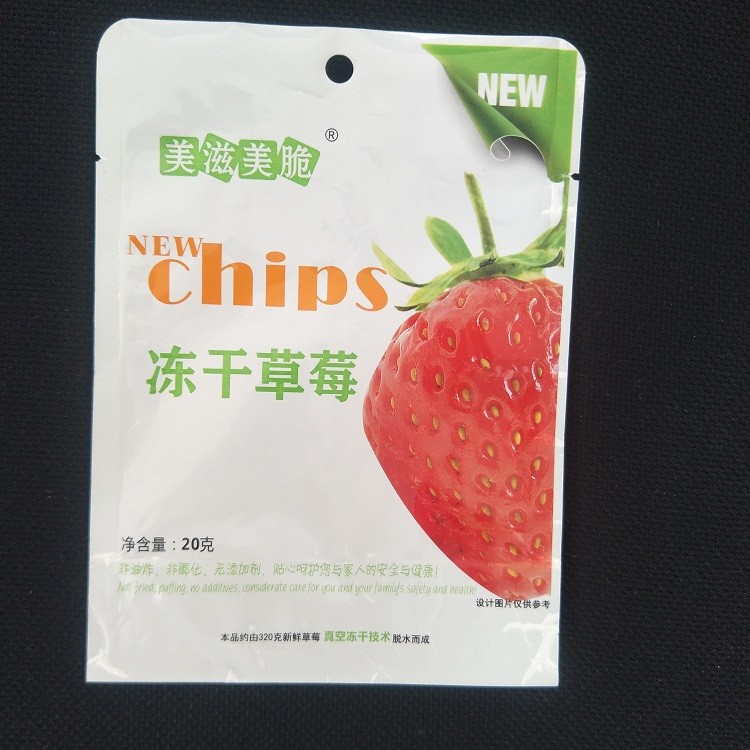 NEW
美滋美脆®
NEW
chips
冻干草莓
净含量：20克
非油炸、非膨化、无添加剂，贴心呵护您与家人的安全与健康！
Not fried, puffing, no additives, considerate care for you and your family's safety and health!
设计图片仅供参考
本品约由320克新鲜草莓 真空冻干技术 脱水而成